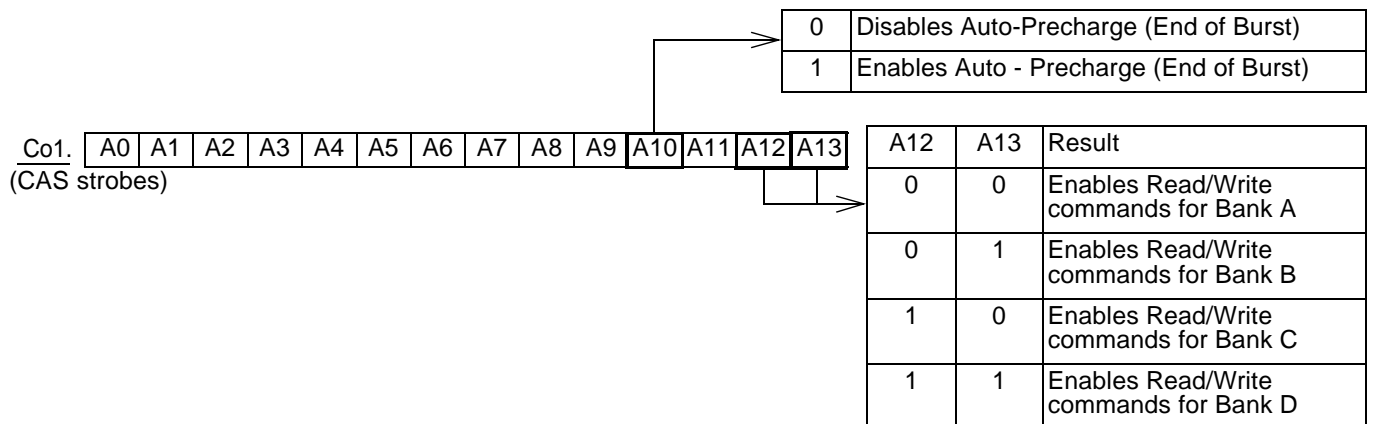 0 Disables Auto-Precharge (End of Burst)
1 Enables Auto - Precharge (End of Burst)
Co1. A0 A1 A2 A3 A4 A5 A6 A7 A8 A9 A10 A11 A12 A13
(CAS strobes)
A12 A13 Result
0 0 Enables Read/Write
commands for Bank A
0 1 Enables Read/Write
commands for Bank B
1 0 Enables Read/Write
commands for Bank C
1 1 Enables Read/Write
commands for Bank D